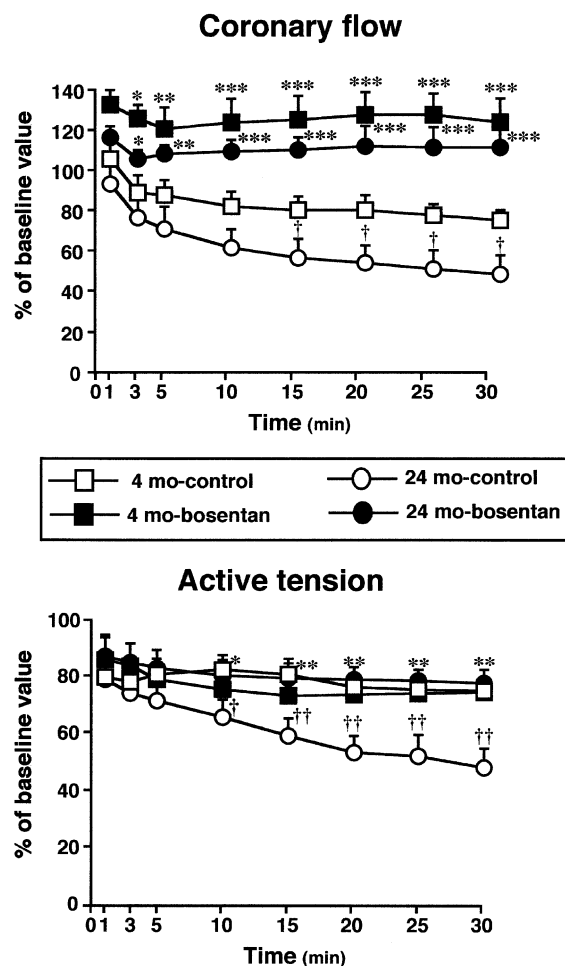 Coronary flow
140
120
100
80
60
40
20
0
% of baseline value
* ** *** *** *** *** ***
* ** *** *** *** *** ***
† † † †
0 1 3 5 10 15 20 25 30
Time (min)
4 mo-control 24 mo-control
4 mo-bosentan 24 mo-bosentan
Active tension
100
80
60
40
20
0
% of baseline value
* ** ** ** **
† †† †† †† ††
0 1 3 5 10 15 20 25 30
Time (min)